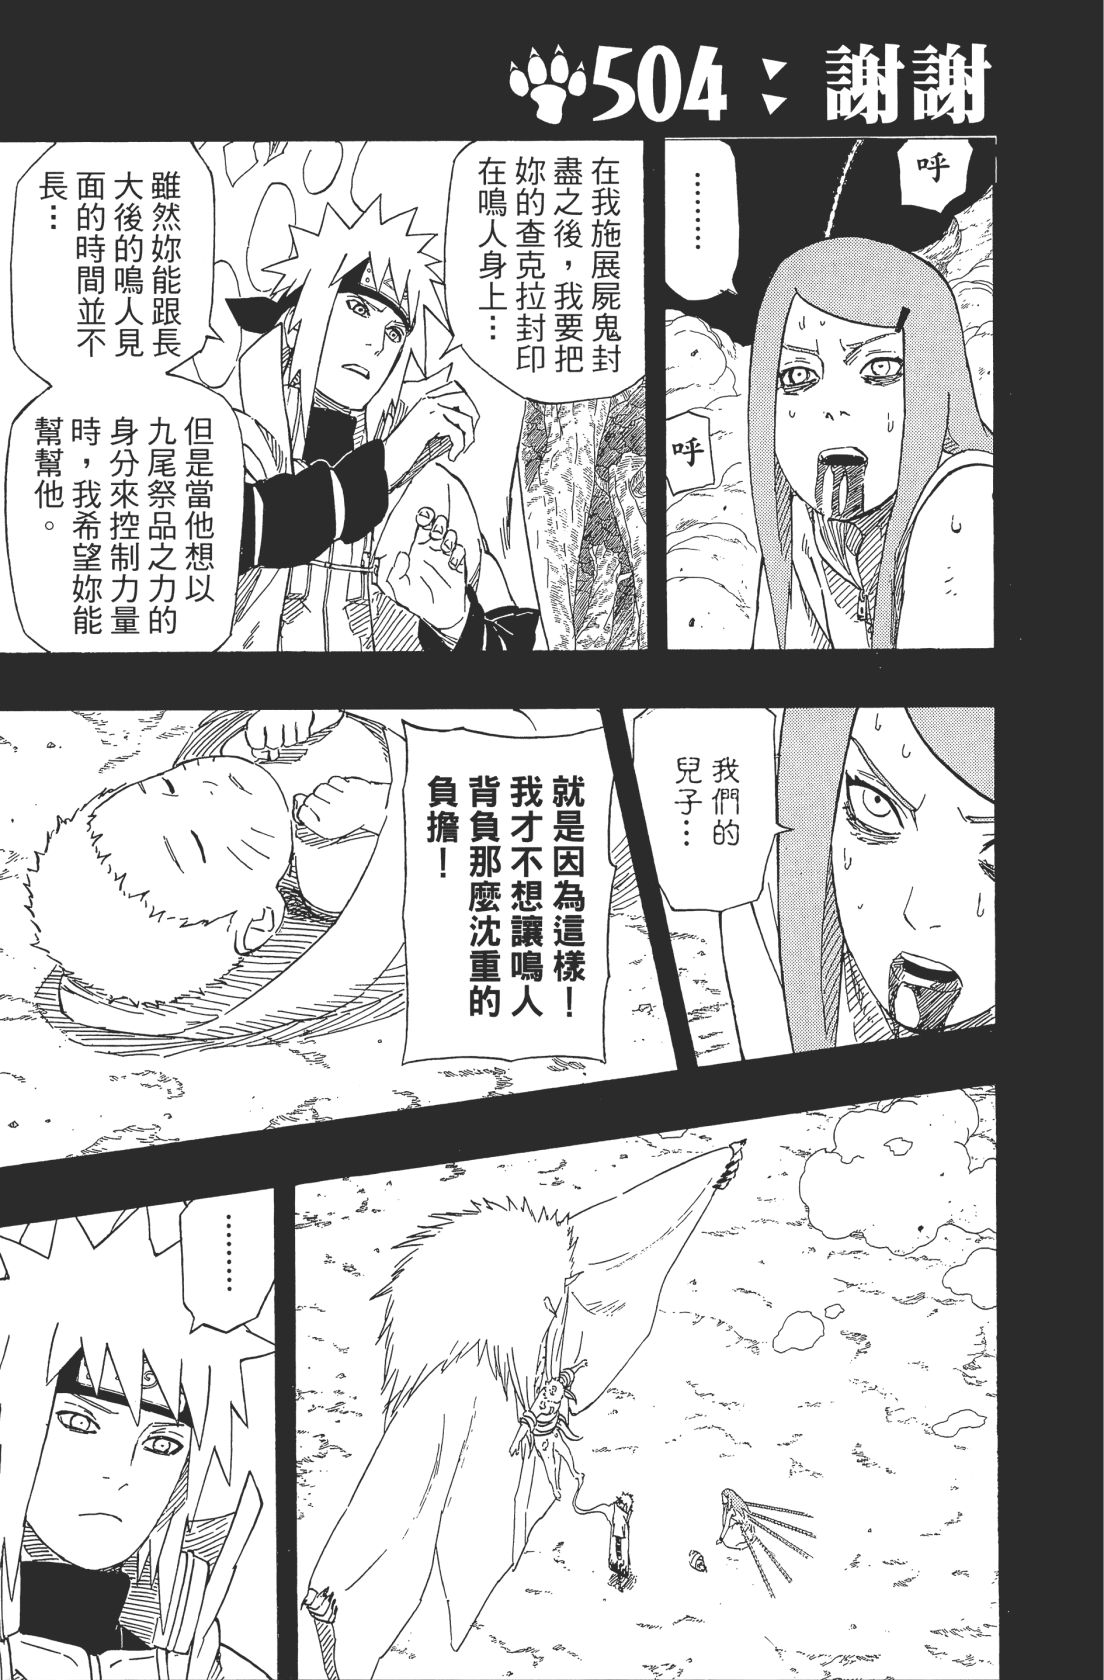 504：謝謝
呼
………
呼
在我施展屍鬼封
盡之後，我要把
妳的查克拉封印
在鳴人身上…
雖然妳能跟長
大後的鳴人見
面的時間並不
長…
但是當他想以
九尾祭品之力的
身分來控制力量
時，我希望妳能
幫幫他。
我們的
兒子…
就是因為這樣！
我才不想讓鳴人
背負那麼沈重的
負擔！
………